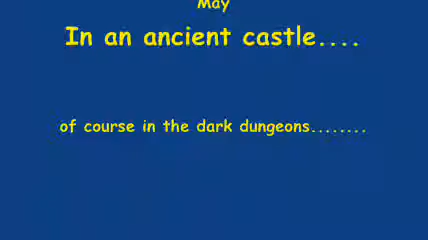 May
In an ancient castle....
of course in the dark dungeons........